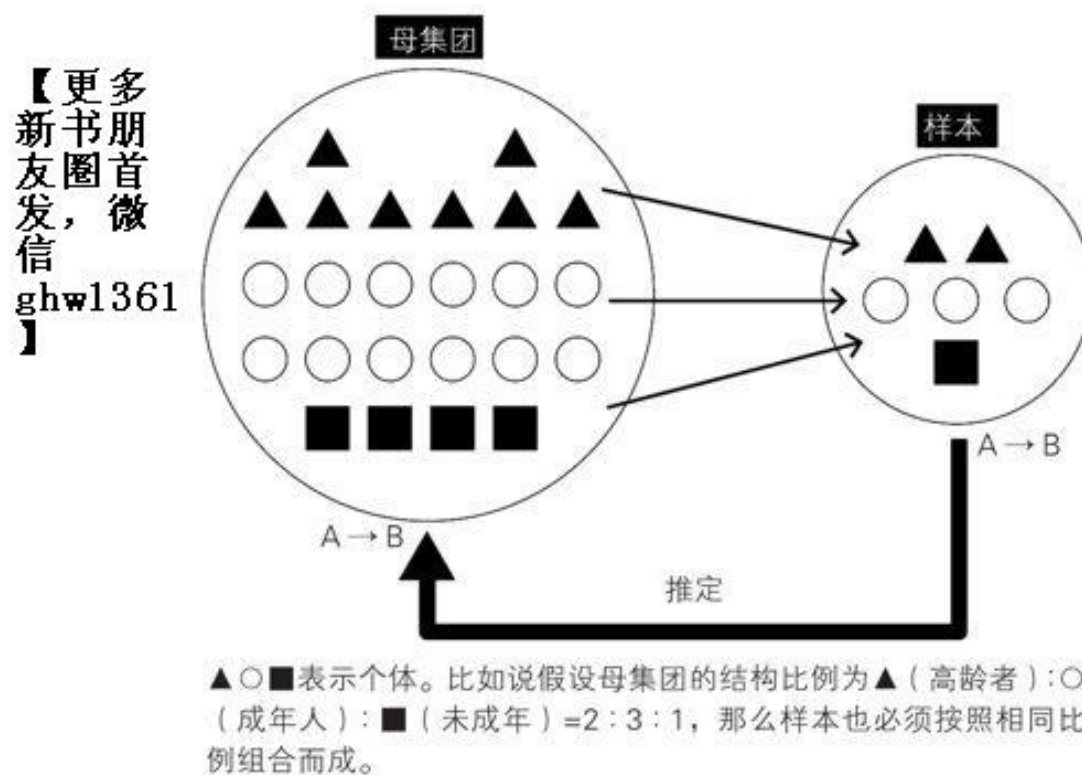 母集团
【更多
新书朋
友圈首
发，微
信
ghw1361
】
样本
A→B
A→B
推定
▲○■表示个体。比如说假设母集团的结构比例为▲（高龄者）:○
（成年人）:■（未成年）=2:3:1，那么样本也必须按照相同比
例组合而成。